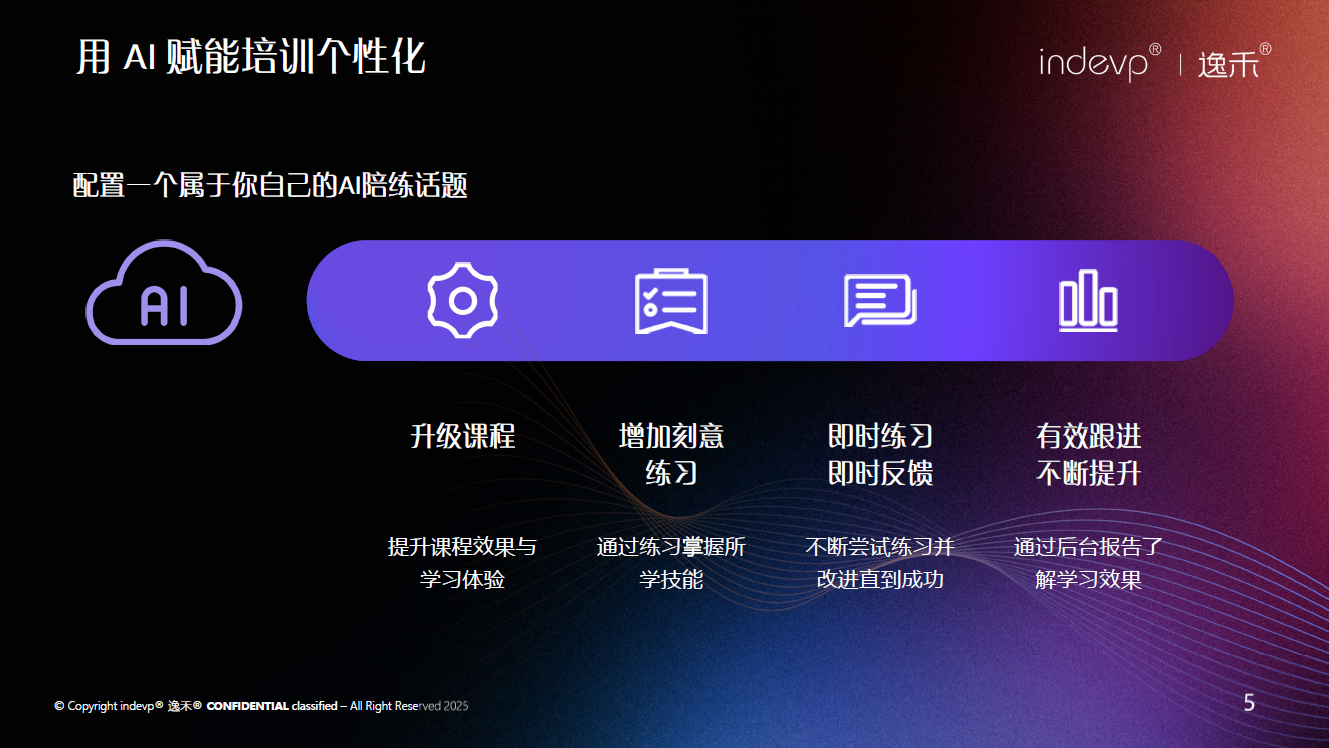 用 AI 赋能培训个性化
indevp® | 逸禾®
配置一个属于你自己的AI陪练话题
AI
升级课程
增加刻意
练习
即时练习
即时反馈
有效跟进
不断提升
提升课程效果与
学习体验
通过练习掌握所
学技能
不断尝试练习并
改进直到成功
通过后台报告了
解学习效果
© Copyright indevp® 逸禾® CONFIDENTIAL classified – All Right Reserved 2025
5